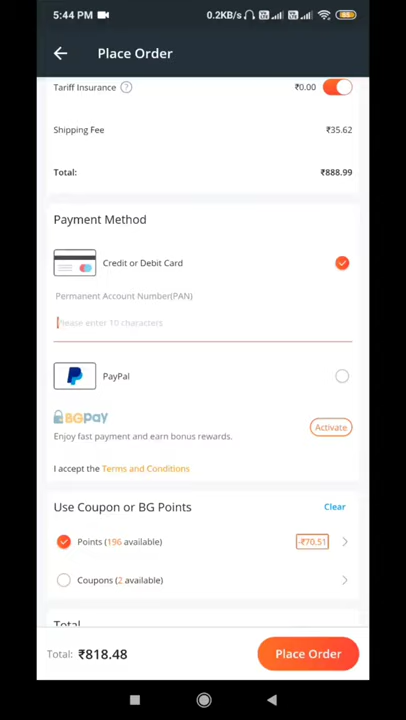 5:44 PM 0.2KB/s
Place Order
Tariff Insurance ? ₹0.00
Shipping Fee ₹35.62
Total: ₹888.99
Payment Method
Credit or Debit Card
Permanent Account Number(PAN)
Please enter 10 characters
PayPal
BGpay
Enjoy fast payment and earn bonus rewards.
Activate
I accept the Terms and Conditions
Use Coupon or BG Points Clear
Points (196 available) -₹70.51
Coupons (2 available)
Total
Total: ₹818.48 Place Order